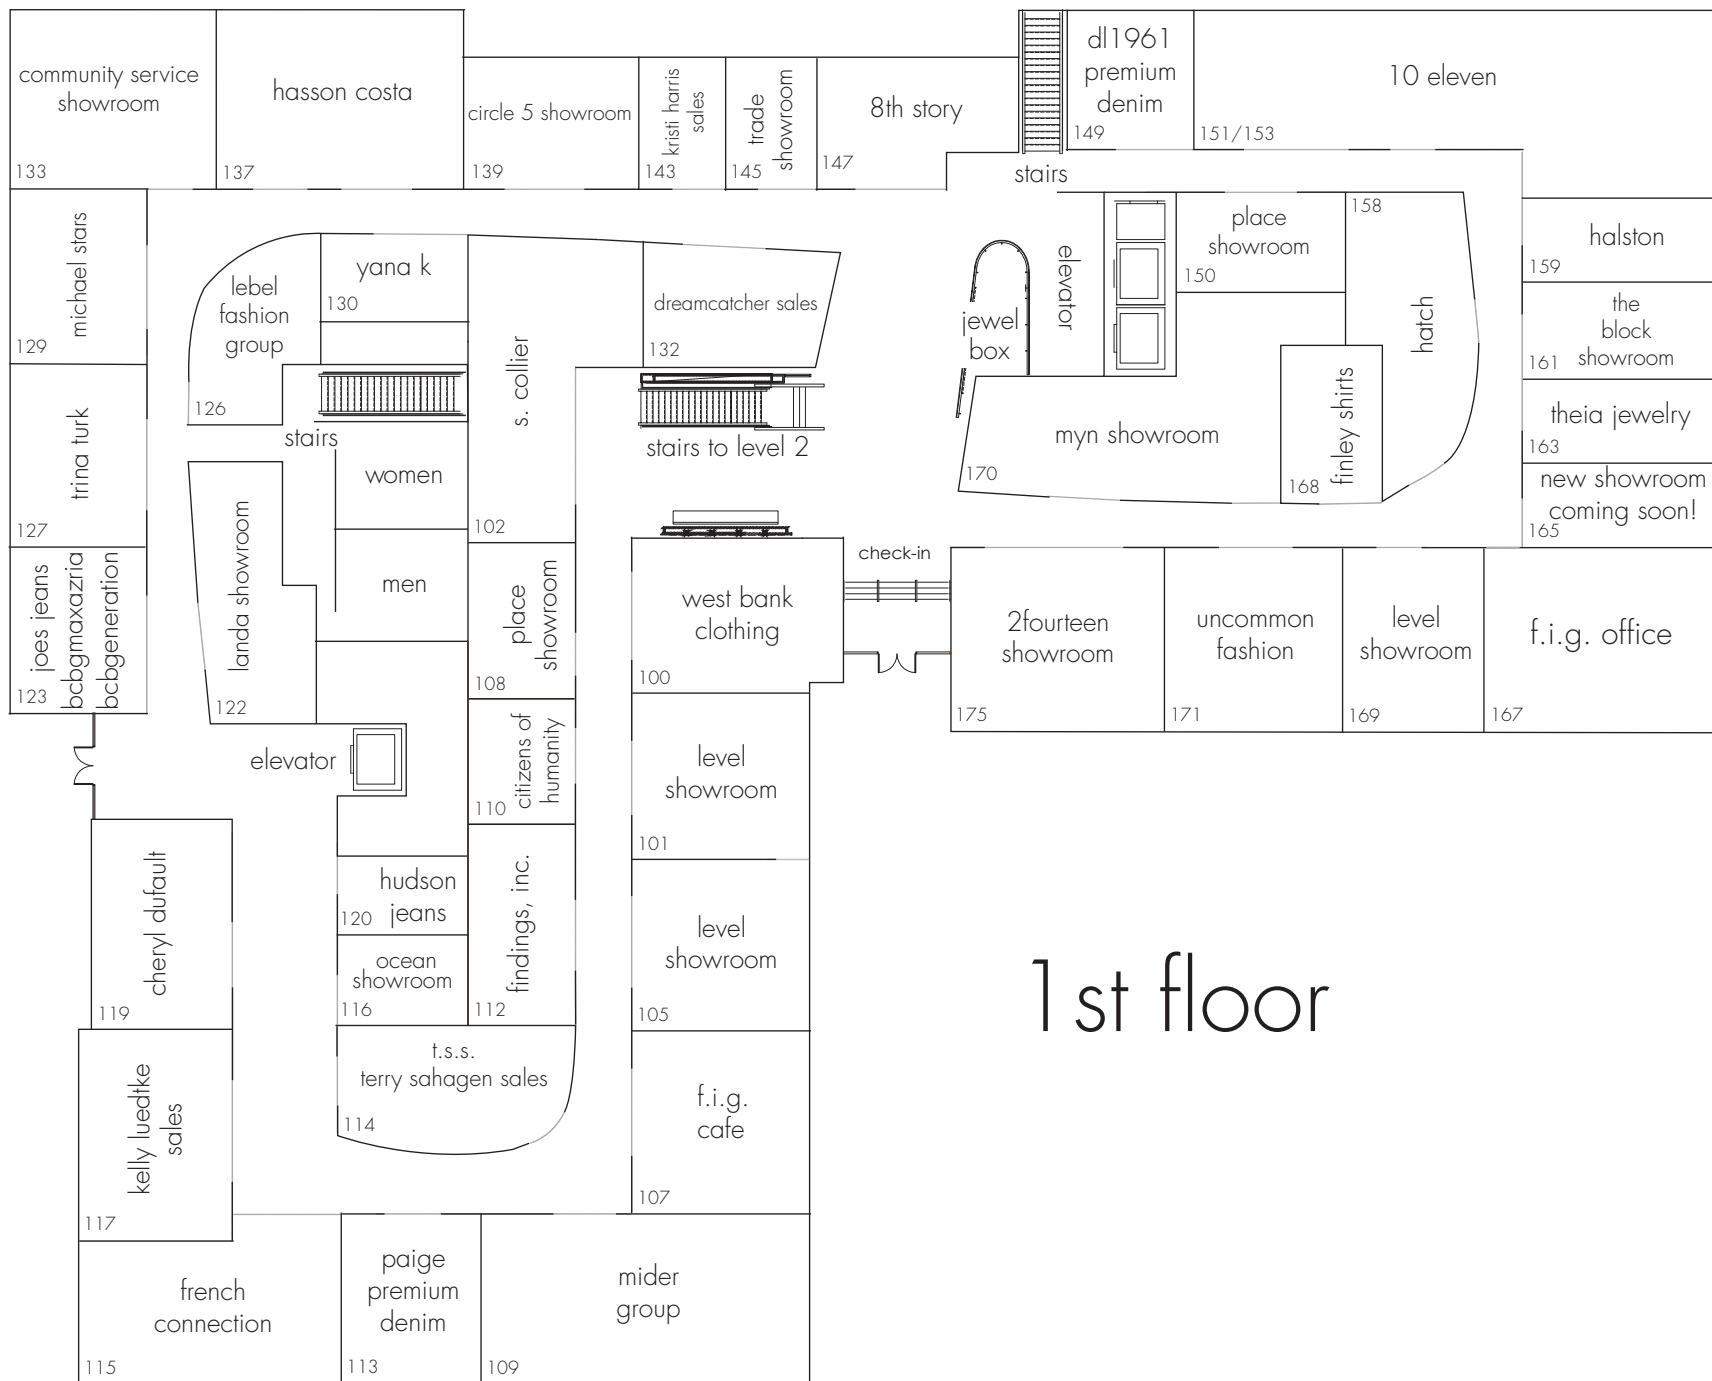 community service
showroom
133
hasson costa
137
circle 5 showroom
139
kristi harris
sales
143
trade
showroom
145
8th story
147
stairs
dl1961
premium
denim
149
10 eleven
151/153
michael stars
129
lebel
fashion
group
126
yana k
130
s. collier
102
dreamcatcher sales
132
jewel
box
elevator
place
showroom
150
158
hatch
halston
159
the
block
showroom
161
theia jewelry
163
new showroom
coming soon!
165
trina turk
127
stairs
women
men
stairs to level 2
myn showroom
170
finley shirts
168
joes jeans
bcbgmaxazria
bcbgeneration
123
landa showroom
122
place
showroom
108
west bank
clothing
100
check-in
2fourteen
showroom
175
uncommon
fashion
171
level
showroom
169
f.i.g. office
167
elevator
citizens of
humanity
110
level
showroom
101
cheryl dufault
119
hudson
jeans
120
ocean
showroom
116
findings, inc.
112
level
showroom
105
1st floor
kelly luedtke
sales
117
t.s.s.
terry sahagen sales
114
f.i.g.
cafe
107
french
connection
115
paige
premium
denim
113
mider
group
109